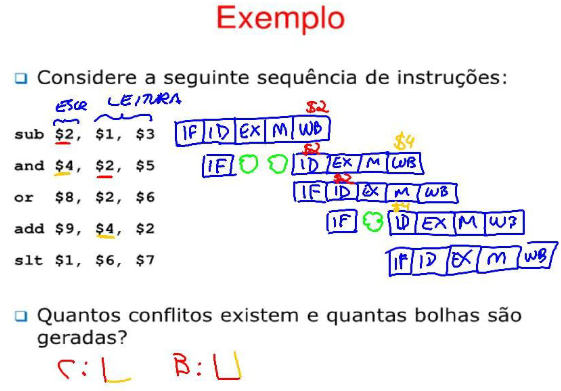 Exemplo
Considere a seguinte sequência de instruções:
ESCR LEITURA $2
sub $2, $1, $3 IF ID EX M WB
$2 $4
and $4, $2, $5 IF ID EX M WB
$2
or $8, $2, $6 IF ID EX M WB
$4
add $9, $4, $2 IF ID EX M WB
slt $1, $6, $7 IF ID EX M WB
Quantos conflitos existem e quantas bolhas são
geradas?
C: B: